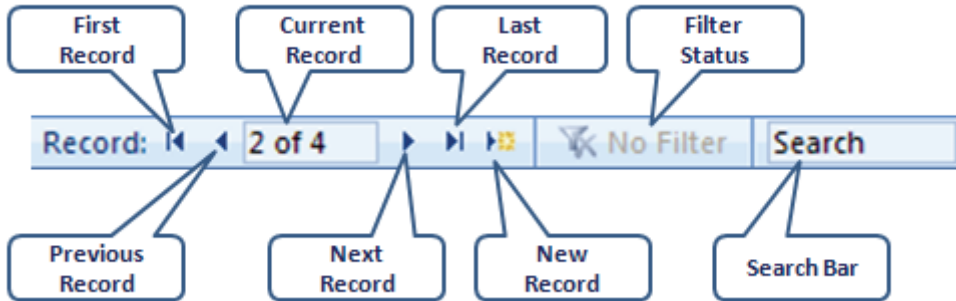 First
Record
Current
Record
Last
Record
Filter
Status
Record: 2 of 4 No Filter Search
Previous
Record
Next
Record
New
Record
Search Bar